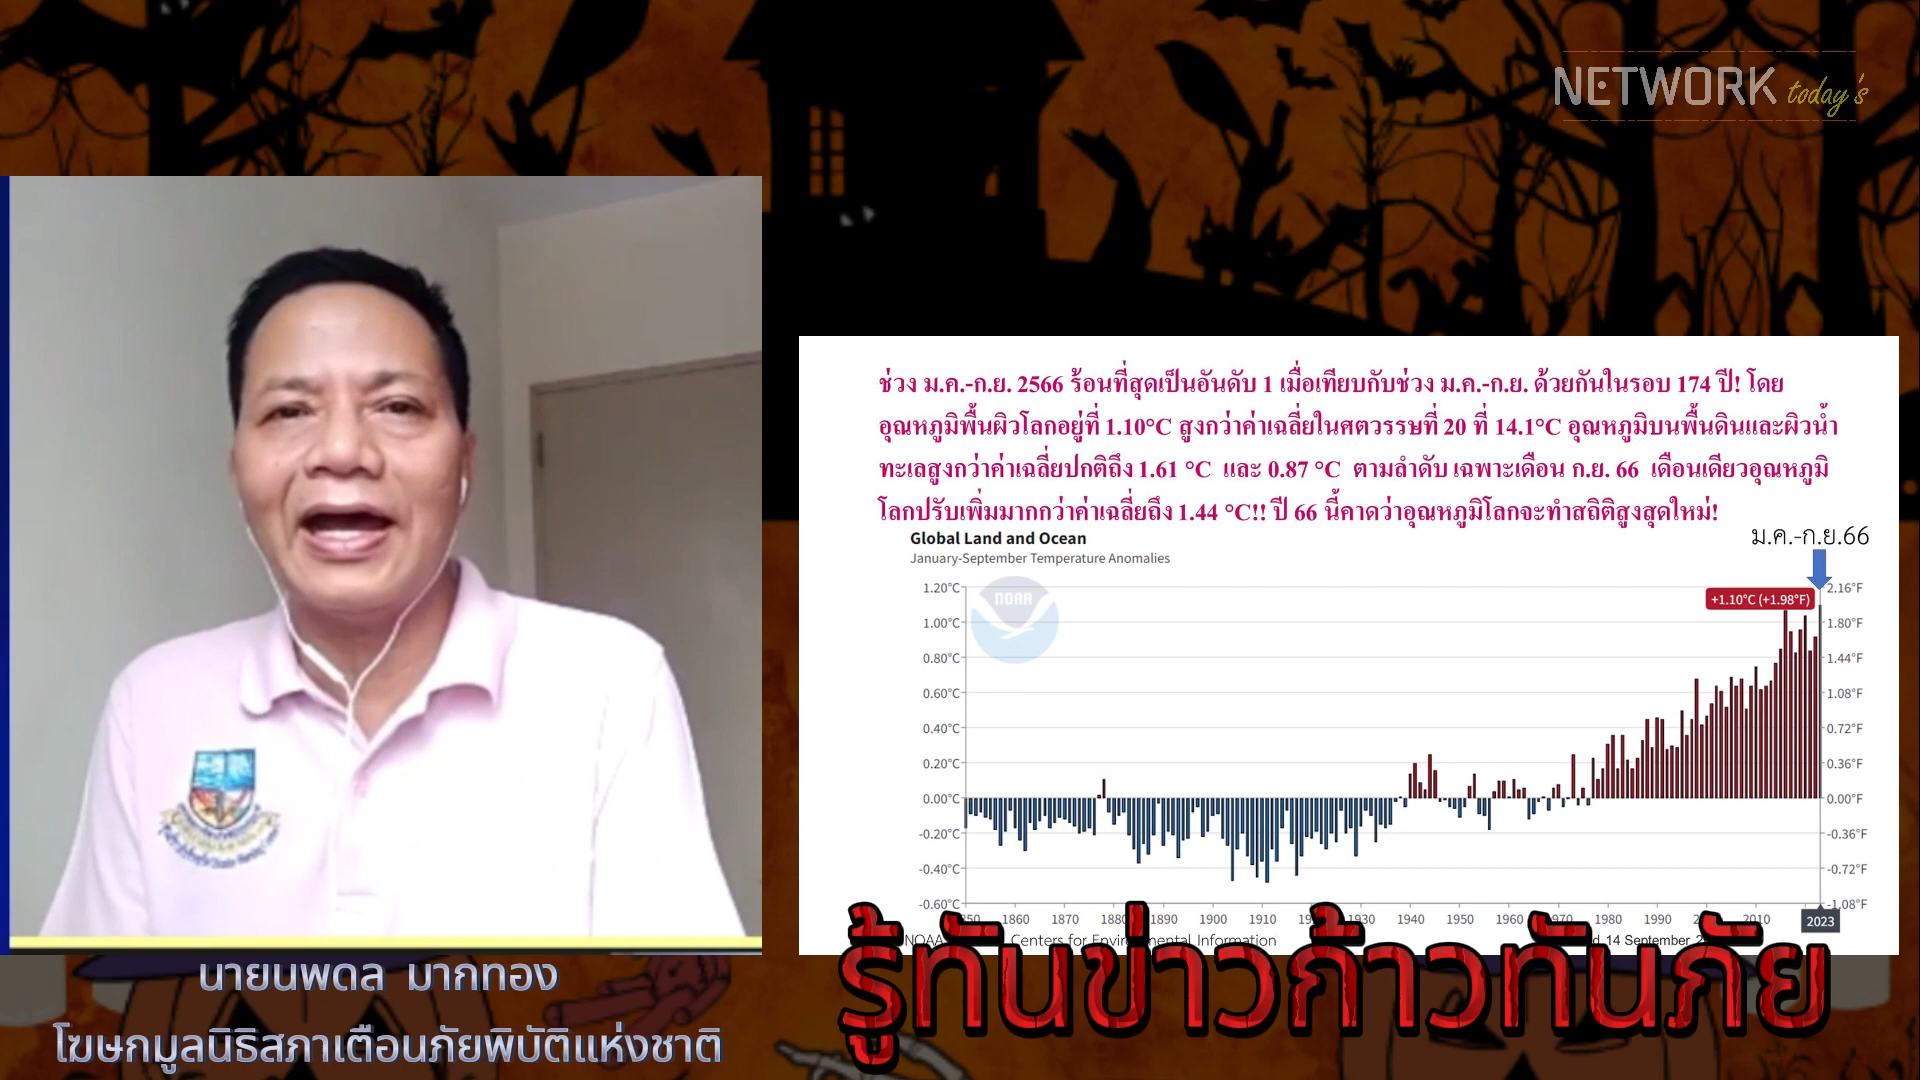 NETWORK today's
ช่วง ม.ค.-ก.ย. 2566 ร้อนที่สุดเป็นอันดับ 1 เมื่อเทียบกับช่วง ม.ค.-ก.ย. ด้วยกันในรอบ 174 ปี! โดย
อุณหภูมิพื้นผิวโลกอยู่ที่ 1.10°C สูงกว่าค่าเฉลี่ยในศตวรรษที่ 20 ที่ 14.1°C อุณหภูมิบนพื้นดินและผิวน้ำ
ทะเลสูงกว่าค่าเฉลี่ยปกติถึง 1.61 °C และ 0.87 °C ตามลำดับ เฉพาะเดือน ก.ย. 66 เดือนเดียวอุณหภูมิ
โลกปรับเพิ่มมากกว่าค่าเฉลี่ยถึง 1.44 °C!! ปี 66 นี้คาดว่าอุณหภูมิโลกจะทำสถิติสูงสุดใหม่!
ม.ค.-ก.ย.66
Global Land and Ocean
January-September Temperature Anomalies
NOAA
+1.10°C (+1.98°F)
1.20°C 2.16°F
1.00°C 1.80°F
0.80°C 1.44°F
0.60°C 1.08°F
0.40°C 0.72°F
0.20°C 0.36°F
0.00°C 0.00°F
-0.20°C -0.36°F
-0.40°C -0.72°F
-0.60°C -1.08°F
1860 1870 1880 1890 1900 1910 1930 1940 1950 1960 1980 1990 2010 2023
NOAA Centers for Environmental Information 14 September
รู้ทันข่าวก้าวทันภัย
นายนพดล มากทอง
โฆษกมูลนิธิสภาเตือนภัยพิบัติแห่งชาติ